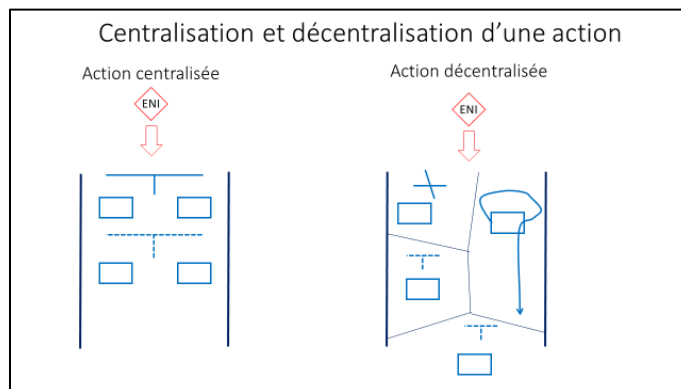 Centralisation et décentralisation d'une action
Action centralisée
ENI
Action décentralisée
ENI